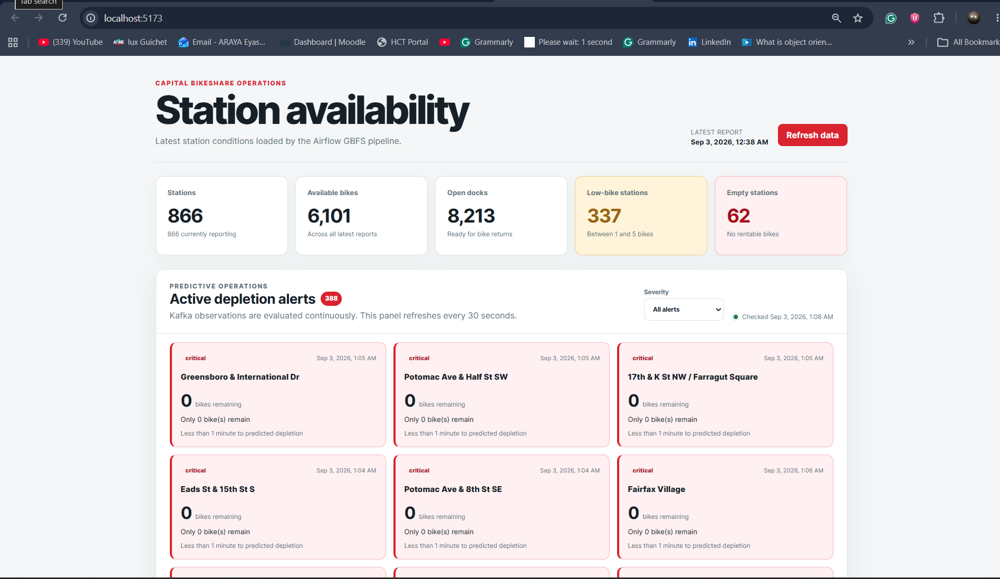 Tab search
localhost:5173
(339) YouTube
lux Guichet
Email - ARAYA Eyas...
Dashboard | Moodle
HCT Portal
Grammarly
Please wait: 1 second
Grammarly
LinkedIn
What is object orien...
All Bookmark
CAPITAL BIKESHARE OPERATIONS
Station availability
Latest station conditions loaded by the Airflow GBFS pipeline.
LATEST REPORT
Sep 3, 2026, 12:38 AM
Refresh data
Stations
866
866 currently reporting
Available bikes
6,101
Across all latest reports
Open docks
8,213
Ready for bike returns
Low-bike stations
337
Between 1 and 5 bikes
Empty stations
62
No rentable bikes
PREDICTIVE OPERATIONS
Active depletion alerts 388
Kafka observations are evaluated continuously. This panel refreshes every 30 seconds.
Severity
All alerts
Checked Sep 3, 2026, 1:08 AM
critical Sep 3, 2026, 1:05 AM
Greensboro & International Dr
0 bikes remaining
Only 0 bike(s) remain
Less than 1 minute to predicted depletion
critical Sep 3, 2026, 1:05 AM
Potomac Ave & Half St SW
0 bikes remaining
Only 0 bike(s) remain
Less than 1 minute to predicted depletion
critical Sep 3, 2026, 1:05 AM
17th & K St NW / Farragut Square
0 bikes remaining
Only 0 bike(s) remain
Less than 1 minute to predicted depletion
critical Sep 3, 2026, 1:04 AM
Eads St & 15th St S
0 bikes remaining
Only 0 bike(s) remain
Less than 1 minute to predicted depletion
critical Sep 3, 2026, 1:04 AM
Potomac Ave & 8th St SE
0 bikes remaining
Only 0 bike(s) remain
Less than 1 minute to predicted depletion
critical Sep 3, 2026, 1:06 AM
Fairfax Village
0 bikes remaining
Only 0 bike(s) remain
Less than 1 minute to predicted depletion